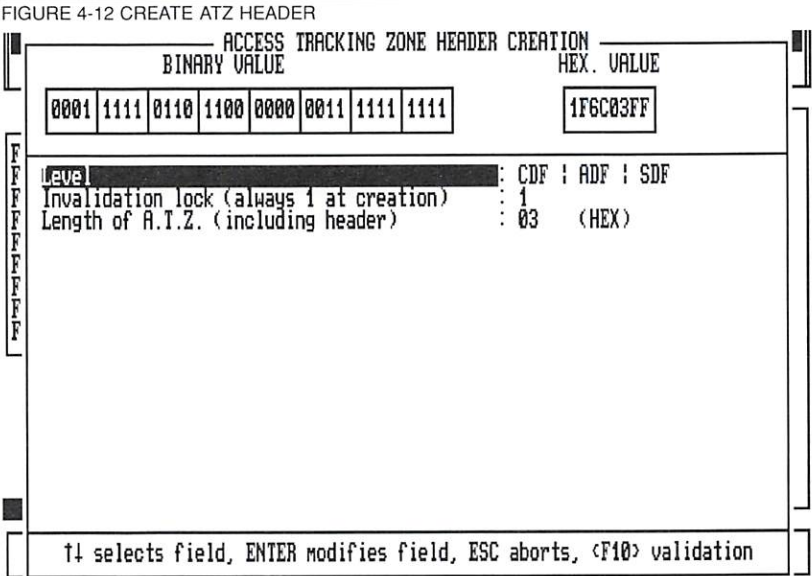 FIGURE 4-12 CREATE ATZ HEADER
ACCESS TRACKING ZONE HEADER CREATION
BINARY VALUE HEX. VALUE
0001 1111 0110 1100 0000 0011 1111 1111 1F6C03FF
Level : CDF ¦ ADF ¦ SDF
Invalidation lock (always 1 at creation) : 1
Length of A.T.Z. (including header) : 03 (HEX)
F
F
F
F
F
F
F
F
F
↑↓ selects field, ENTER modifies field, ESC aborts, <F10> validation